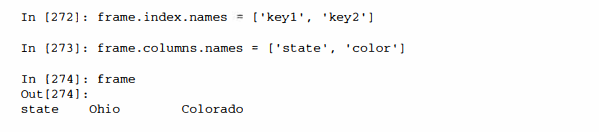 In [272]: frame.index.names = ['key1', 'key2']
In [273]: frame.columns.names = ['state', 'color']
In [274]: frame
Out[274]:
state    Ohio         Colorado